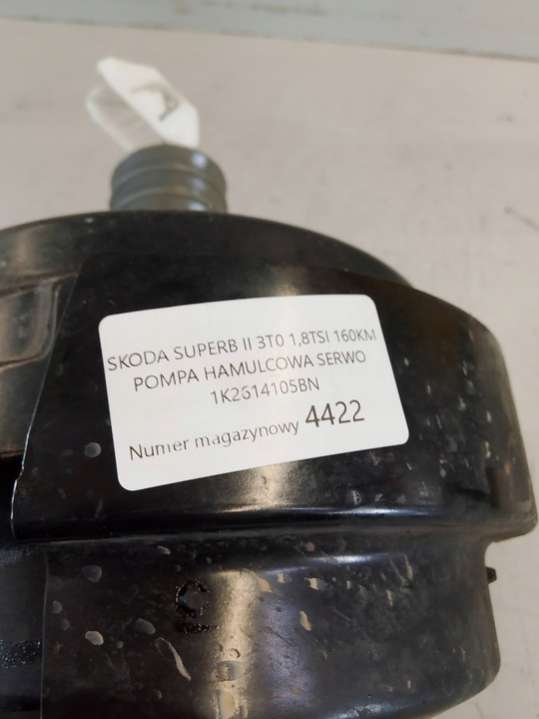 SKODA SUPERB II 3T0 1,8TSI 160KM
POMPA HAMULCOWA SERWO
1K2614105BN
Numer magazynowy 4422